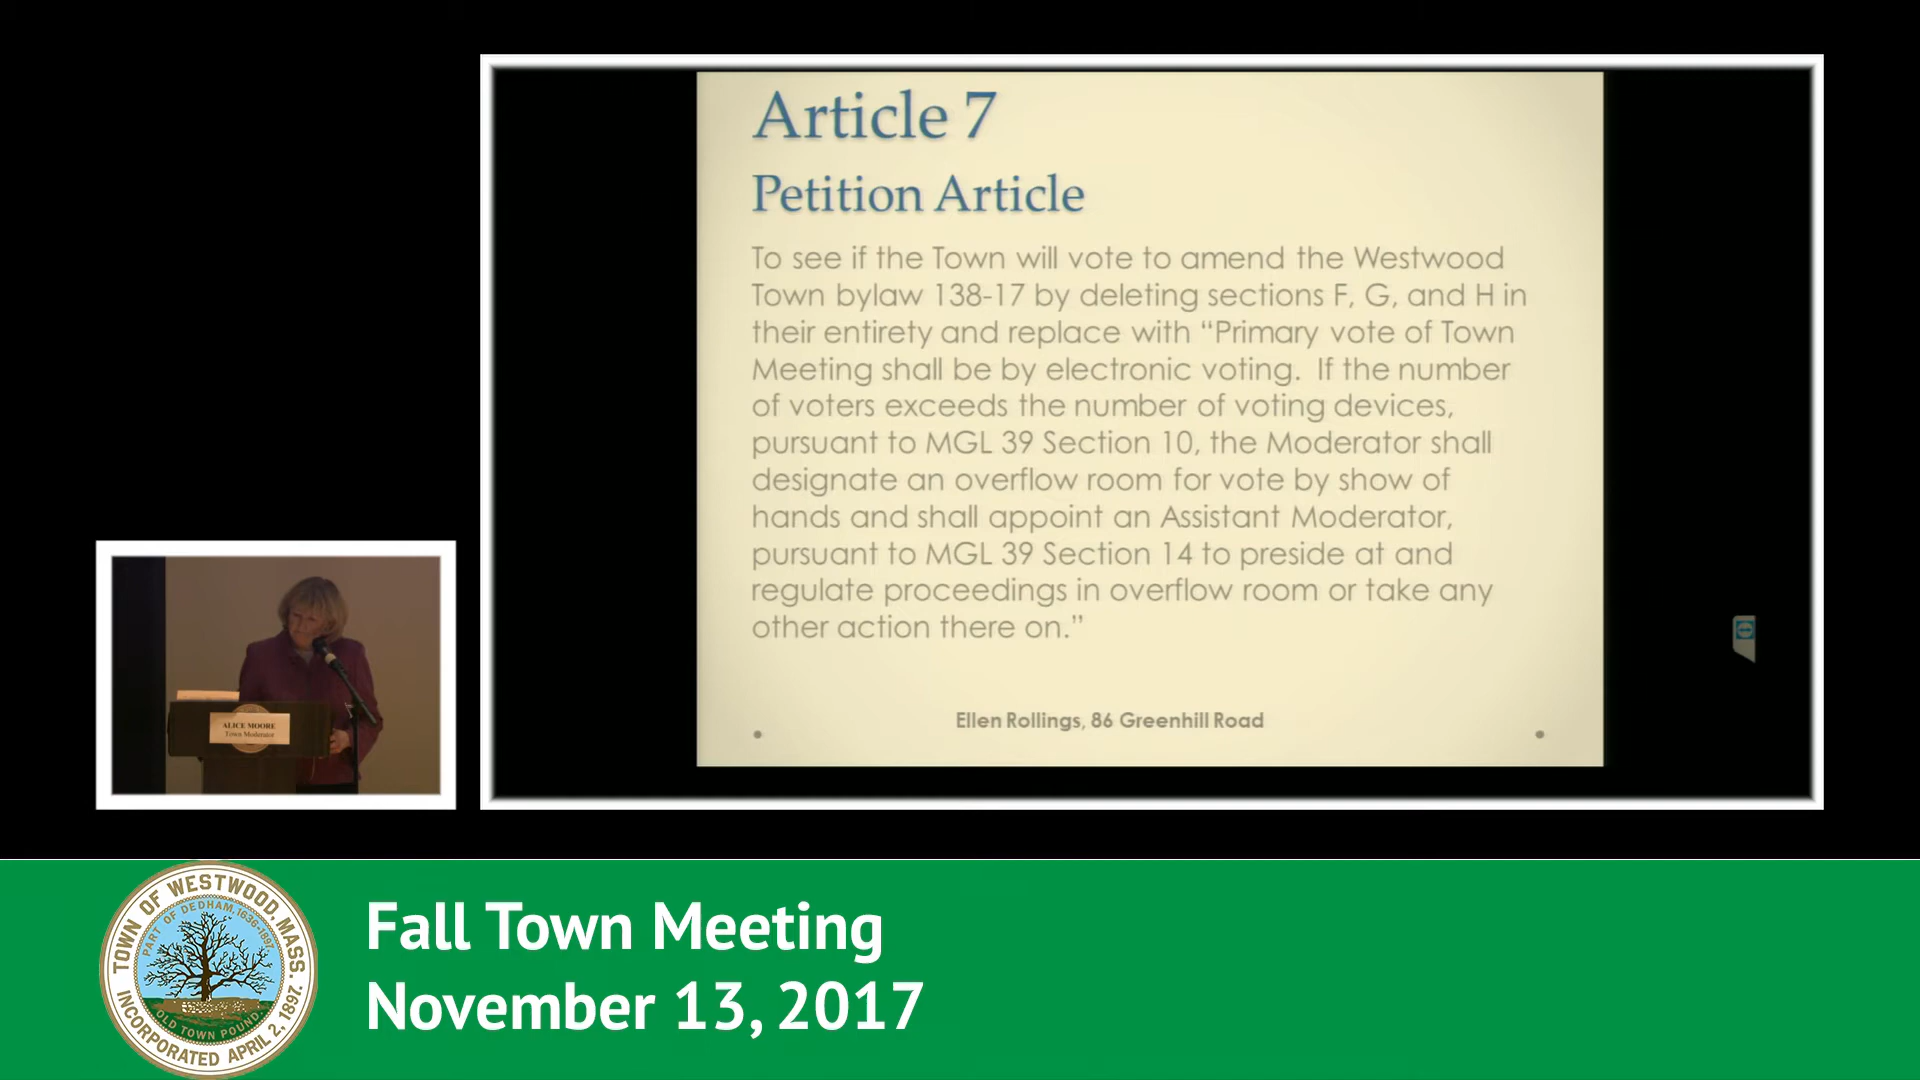 Article 7
Petition Article
To see if the Town will vote to amend the Westwood
Town bylaw 138-17 by deleting sections F, G, and H in
their entirety and replace with “Primary vote of Town
Meeting shall be by electronic voting.  If the number
of voters exceeds the number of voting devices,
pursuant to MGL 39 Section 10, the Moderator shall
designate an overflow room for vote by show of
hands and shall appoint an Assistant Moderator,
pursuant to MGL 39 Section 14 to preside at and
regulate proceedings in overflow room or take any
other action there on.”
Ellen Rollings, 86 Greenhill Road
ALICE MOORE
Town Moderator
TOWN OF WESTWOOD, MASS.
PART OF DEDHAM, 1636-1897.
OLD TOWN POUND.
INCORPORATED APRIL 2, 1897.
Fall Town Meeting
November 13, 2017